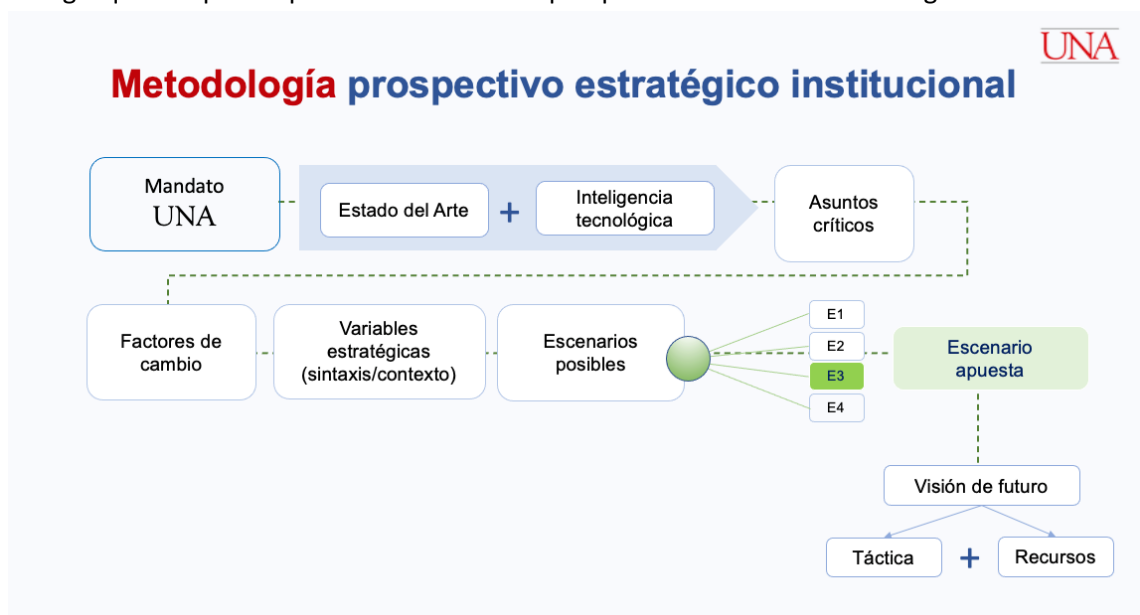 UNA
Metodología prospectivo estratégico institucional
Mandato
UNA
Estado del Arte
+
Inteligencia
tecnológica
Asuntos
críticos
Factores de
cambio
Variables
estratégicas
(sintaxis/contexto)
Escenarios
posibles
E1
E2
E3
E4
Escenario
apuesta
Visión de futuro
Táctica
+
Recursos